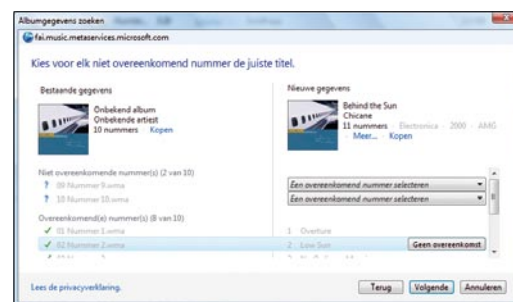 Albumgegevens zoeken
fai.music.metaservices.microsoft.com
Kies voor elk niet overeenkomend nummer de juiste titel.
Bestaande gegevens
Onbekend album
Onbekende artiest
10 nummers Kopen
Nieuwe gegevens
Behind the Sun
Chicane
11 nummers Electronica 2000 AMG
Meer... Kopen
Niet overeenkomende nummer(s) (2 van 10)
? 09 Nummer 9.wma Een overeenkomend nummer selecteren
? 10 Nummer 10.wma Een overeenkomend nummer selecteren
Overeenkomend(e) nummer(s) (8 van 10)
✓ 01 Nummer 1.wma 1 Overture
✓ 02 Nummer 2.wma 2 Low Sun Geen overeenkomst
Lees de privacyverklaring. Terug Volgende Annuleren